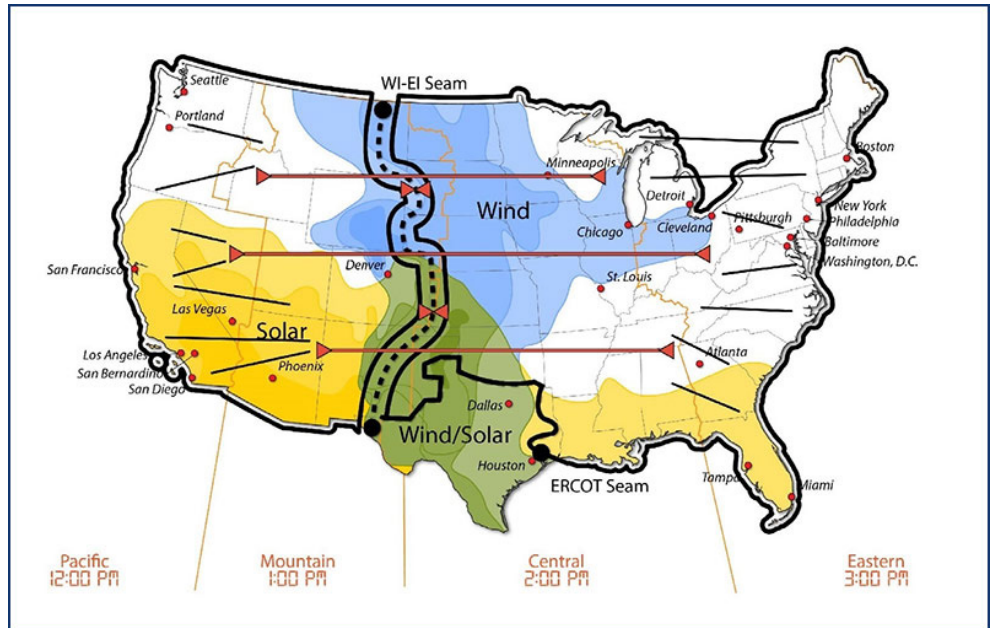 WI-EI Seam
Seattle
Portland
Minneapolis
Boston
Detroit
New York
Wind
Pittsburgh
Philadelphia
Chicago
Cleveland
Baltimore
Washington, D.C.
San Francisco
Denver
St. Louis
Las Vegas
Solar
Los Angeles
Atlanta
San Bernardino
Phoenix
San Diego
Dallas
Wind/Solar
Houston
ERCOT Seam
Tampa
Miami
Pacific
12:00 PM
Mountain
1:00 PM
Central
2:00 PM
Eastern
3:00 PM